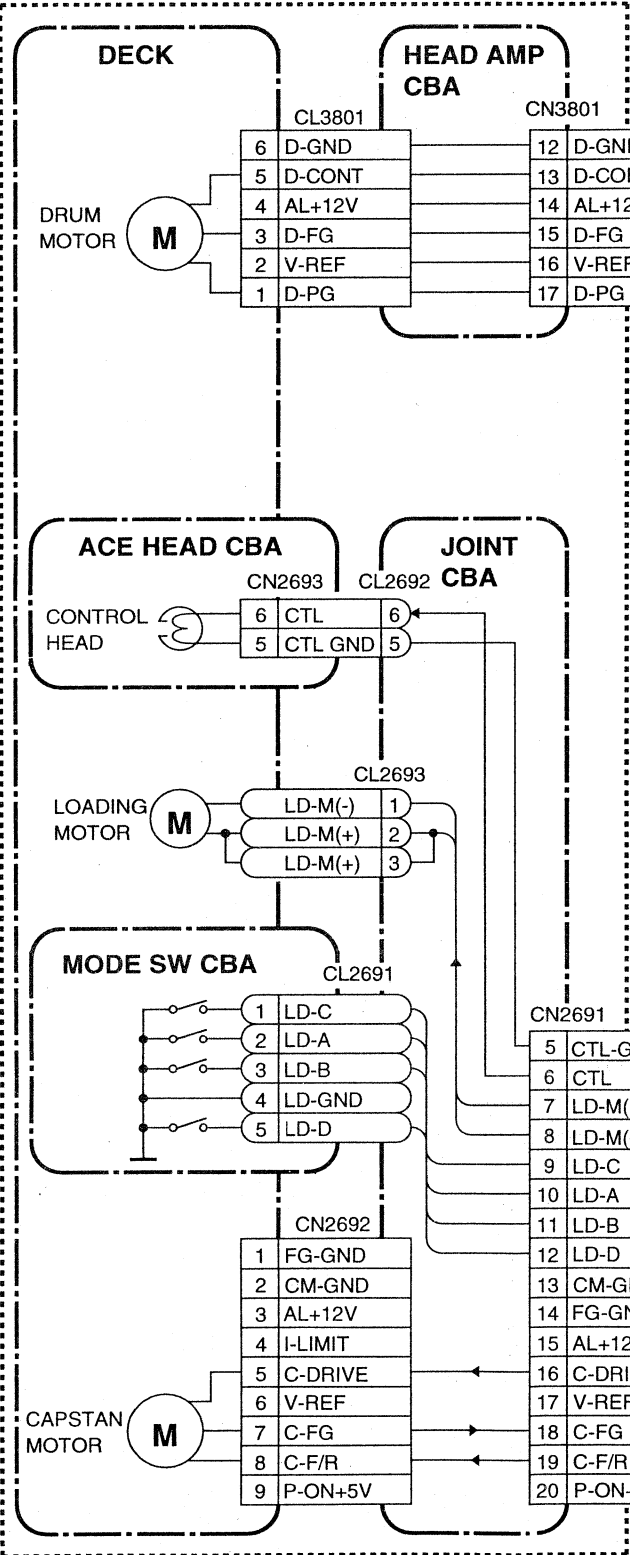 DECK
HEAD AMP
CBA
CL3801
CN3801
6 D-GND
5 D-CONT
4 AL+12V
3 D-FG
2 V-REF
1 D-PG
12 D-GN
13 D-CO
14 AL+12
15 D-FG
16 V-REF
17 D-PG
DRUM
MOTOR
M
ACE HEAD CBA
JOINT
CBA
CN2693
CL2692
CONTROL
HEAD
6 CTL 6
5 CTL GND 5
CL2693
LOADING
MOTOR
M
LD-M(-) 1
LD-M(+) 2
LD-M(+) 3
MODE SW CBA
CL2691
1 LD-C
2 LD-A
3 LD-B
4 LD-GND
5 LD-D
CN2691
5 CTL-G
6 CTL
7 LD-M(
8 LD-M(
9 LD-C
10 LD-A
11 LD-B
12 LD-D
13 CM-G
14 FG-GN
15 AL+12
16 C-DRI
17 V-REF
18 C-FG
19 C-F/R
20 P-ON
CN2692
1 FG-GND
2 CM-GND
3 AL+12V
4 I-LIMIT
5 C-DRIVE
6 V-REF
7 C-FG
8 C-F/R
9 P-ON+5V
CAPSTAN
MOTOR
M